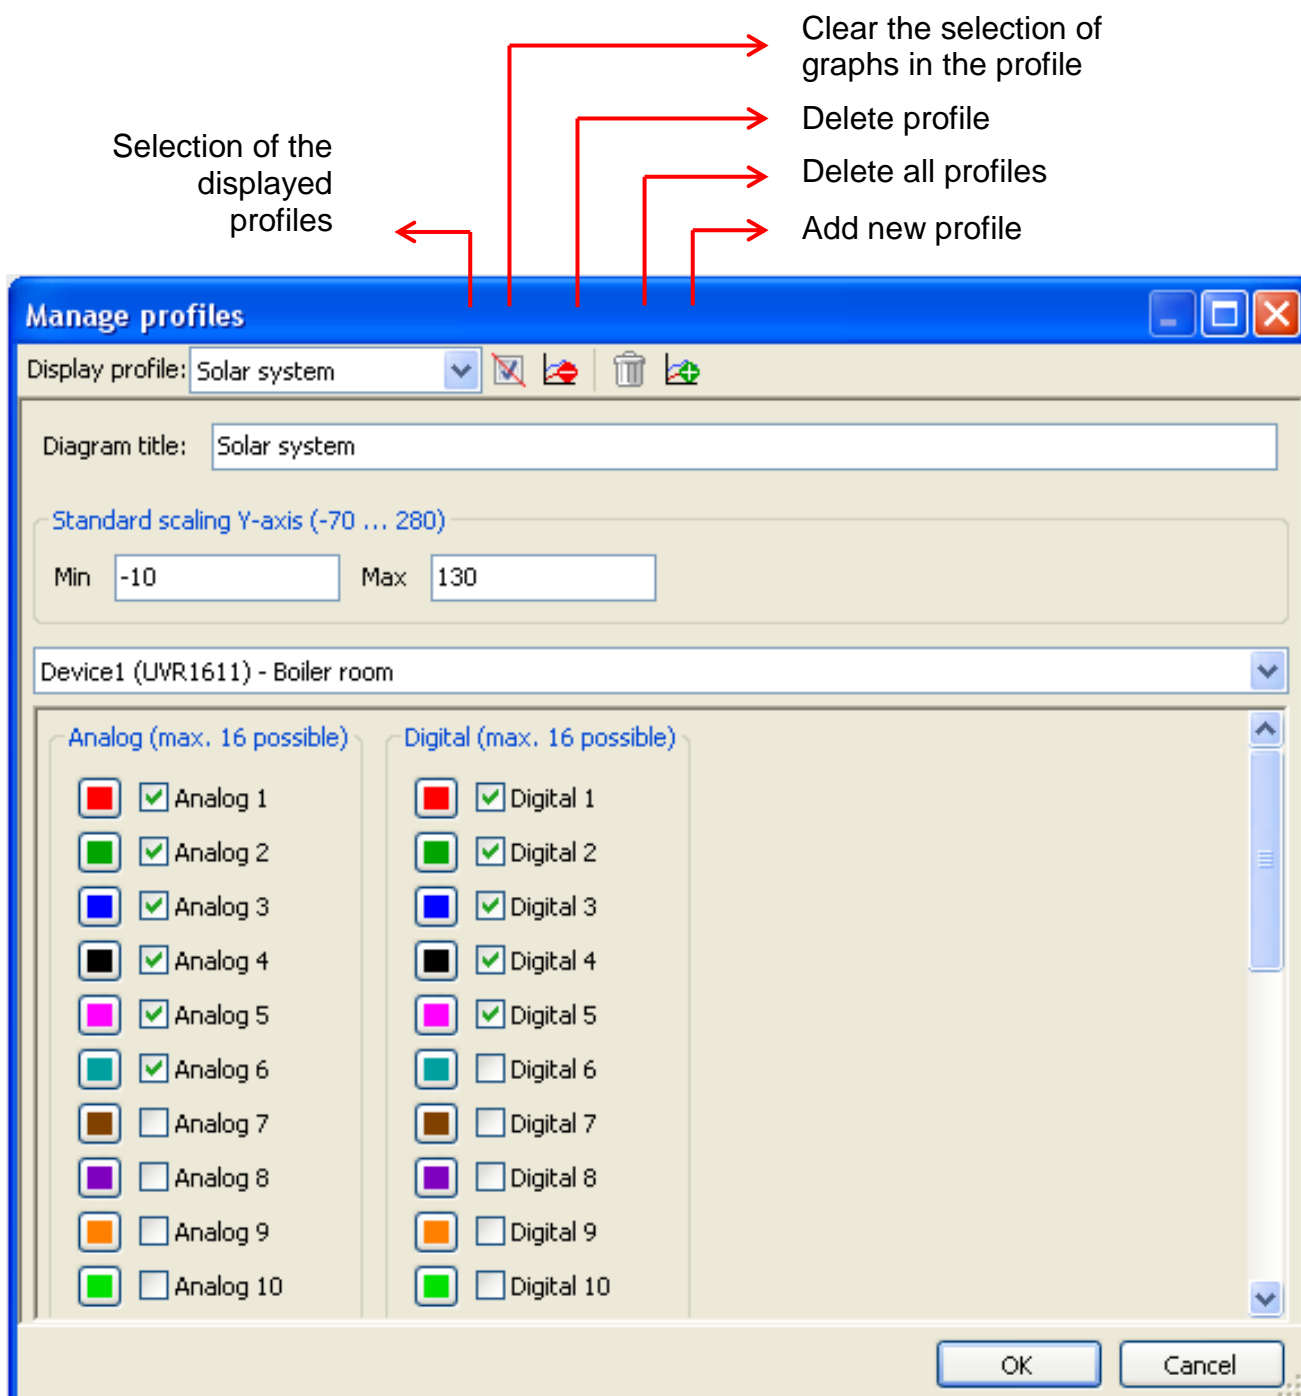 Clear the selection of
graphs in the profile
Delete profile
Selection of the
displayed
profiles
Delete all profiles
Add new profile
Manage profiles
Display profile: Solar system
Diagram title: Solar system
Standard scaling Y-axis (-70 ... 280)
Min -10 Max 130
Device1 (UVR1611) - Boiler room
Analog (max. 16 possible) Digital (max. 16 possible)
Analog 1 Digital 1
Analog 2 Digital 2
Analog 3 Digital 3
Analog 4 Digital 4
Analog 5 Digital 5
Analog 6 Digital 6
Analog 7 Digital 7
Analog 8 Digital 8
Analog 9 Digital 9
Analog 10 Digital 10
OK Cancel